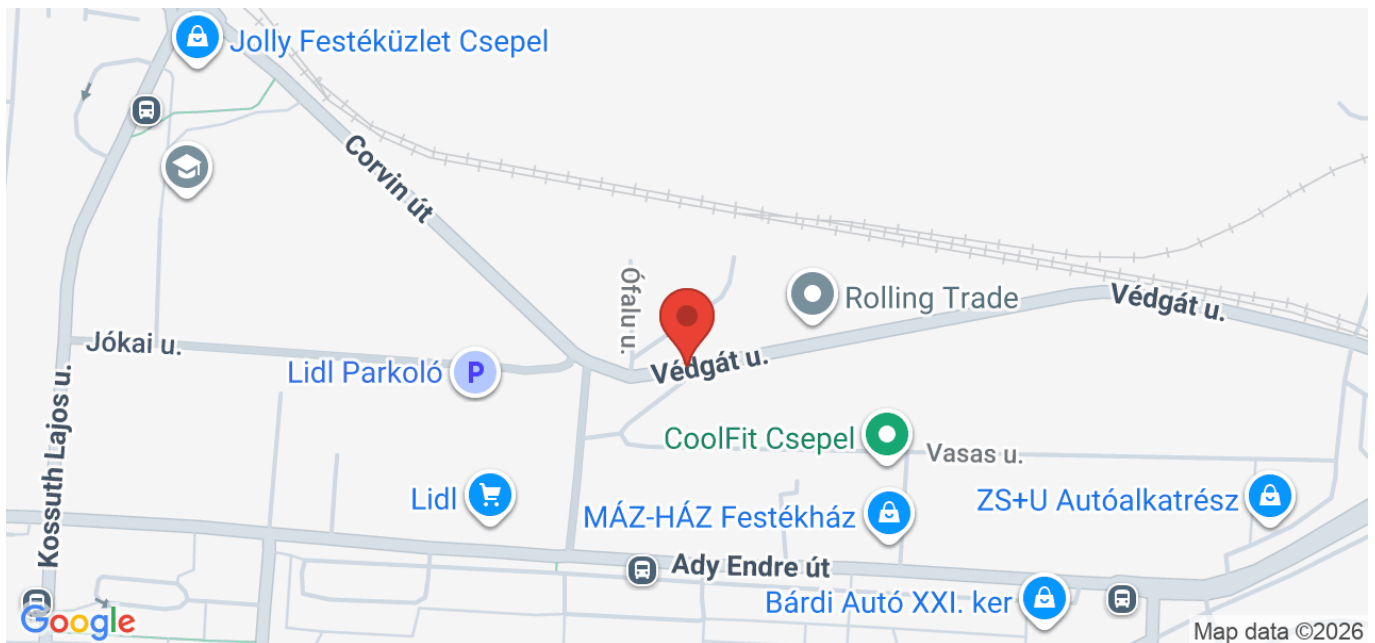 Jolly Festéküzlet Csepel
Corvin út
Ófalu u.
Rolling Trade
Védgát u.
Jókai u.
Védgát u.
Lidl Parkoló
P
CoolFit Csepel
Vasas u.
Kossuth Lajos u.
Lidl
MÁZ-HÁZ Festékház
ZS+U Autóalkatrész
Ady Endre út
Bárdi Autó XXI. ker
Google
Map data ©2026